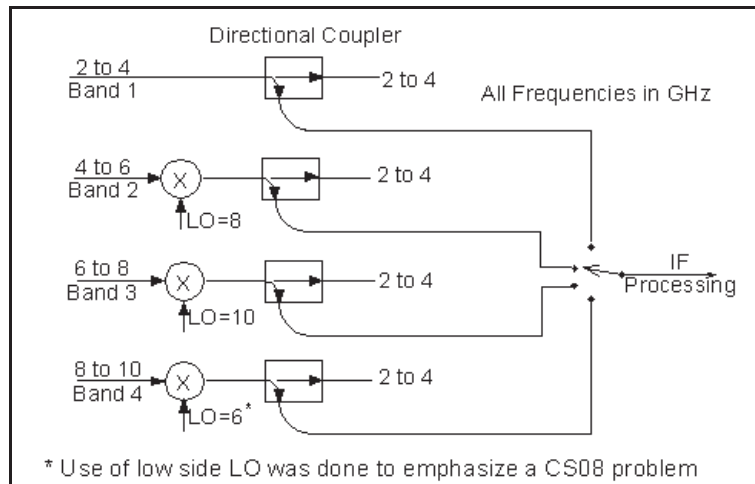 Directional Coupler
2 to 4
Band 1
2 to 4
All Frequencies in GHz
4 to 6
Band 2
X
LO=8
2 to 4
6 to 8
Band 3
X
LO=10
2 to 4
IF
Processing
8 to 10
Band 4
X
LO=6*
2 to 4
* Use of low side LO was done to emphasize a CS08 problem